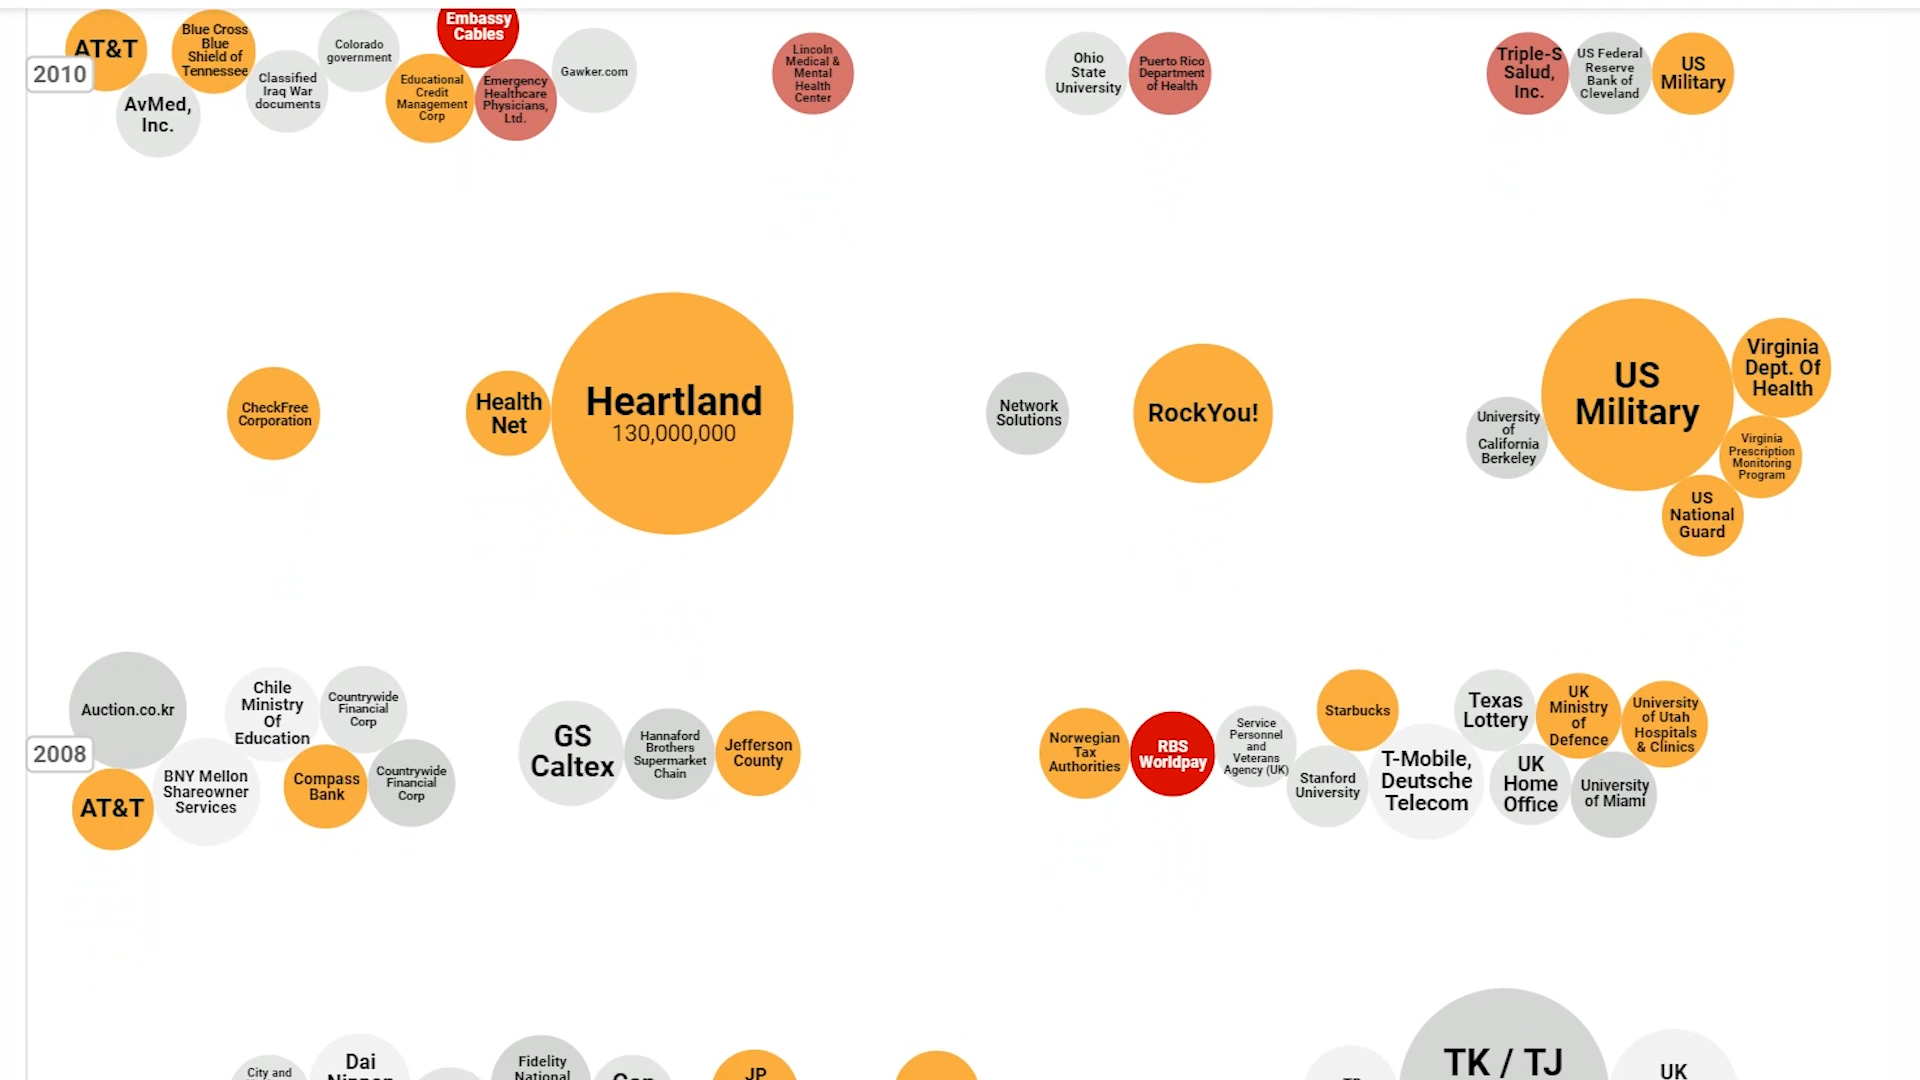 2010
AT&T
AvMed,
Inc.
Blue Cross
Blue
Shield of
Tennessee
Classified
Iraq War
documents
Colorado
government
Educational
Credit
Management
Corp
Embassy
Cables
Emergency
Healthcare
Physicians,
Ltd.
Gawker.com
Lincoln
Medical &
Mental
Health
Center
Ohio
State
University
Puerto Rico
Department
of Health
Triple-S
Salud,
Inc.
US Federal
Reserve
Bank of
Cleveland
US
Military
CheckFree
Corporation
Health
Net
Heartland
130,000,000
Network
Solutions
RockYou!
University
of
California
Berkeley
US
Military
Virginia
Dept. Of
Health
Virginia
Prescription
Monitoring
Program
US
National
Guard
2008
Auction.co.kr
AT&T
BNY Mellon
Shareowner
Services
Chile
Ministry
Of
Education
Compass
Bank
Countrywide
Financial
Corp
Countrywide
Financial
Corp
GS
Caltex
Hannaford
Brothers
Supermarket
Chain
Jefferson
County
Norwegian
Tax
Authorities
RBS
Worldpay
Service
Personnel
and
Veterans
Agency (UK)
Stanford
University
Starbucks
T-Mobile,
Deutsche
Telecom
Texas
Lottery
UK
Home
Office
UK
Ministry
of
Defence
University
of Miami
University
of Utah
Hospitals
& Clinics
City and
Dai
Fidelity
National
JP
TK / TJ
UK